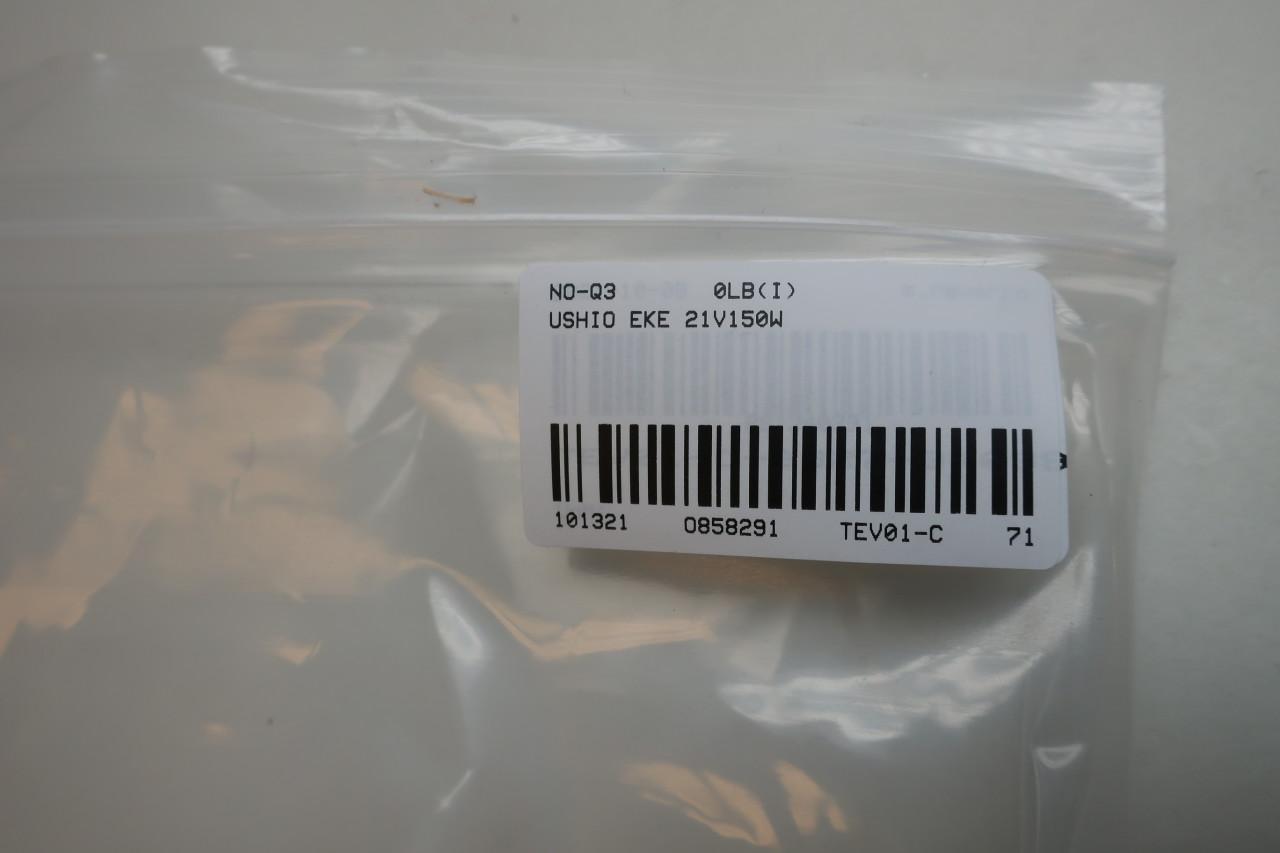 NO-Q3 0LB(I)
USHIO EKE 21V150W
101321 0858291 TEV01-C 71